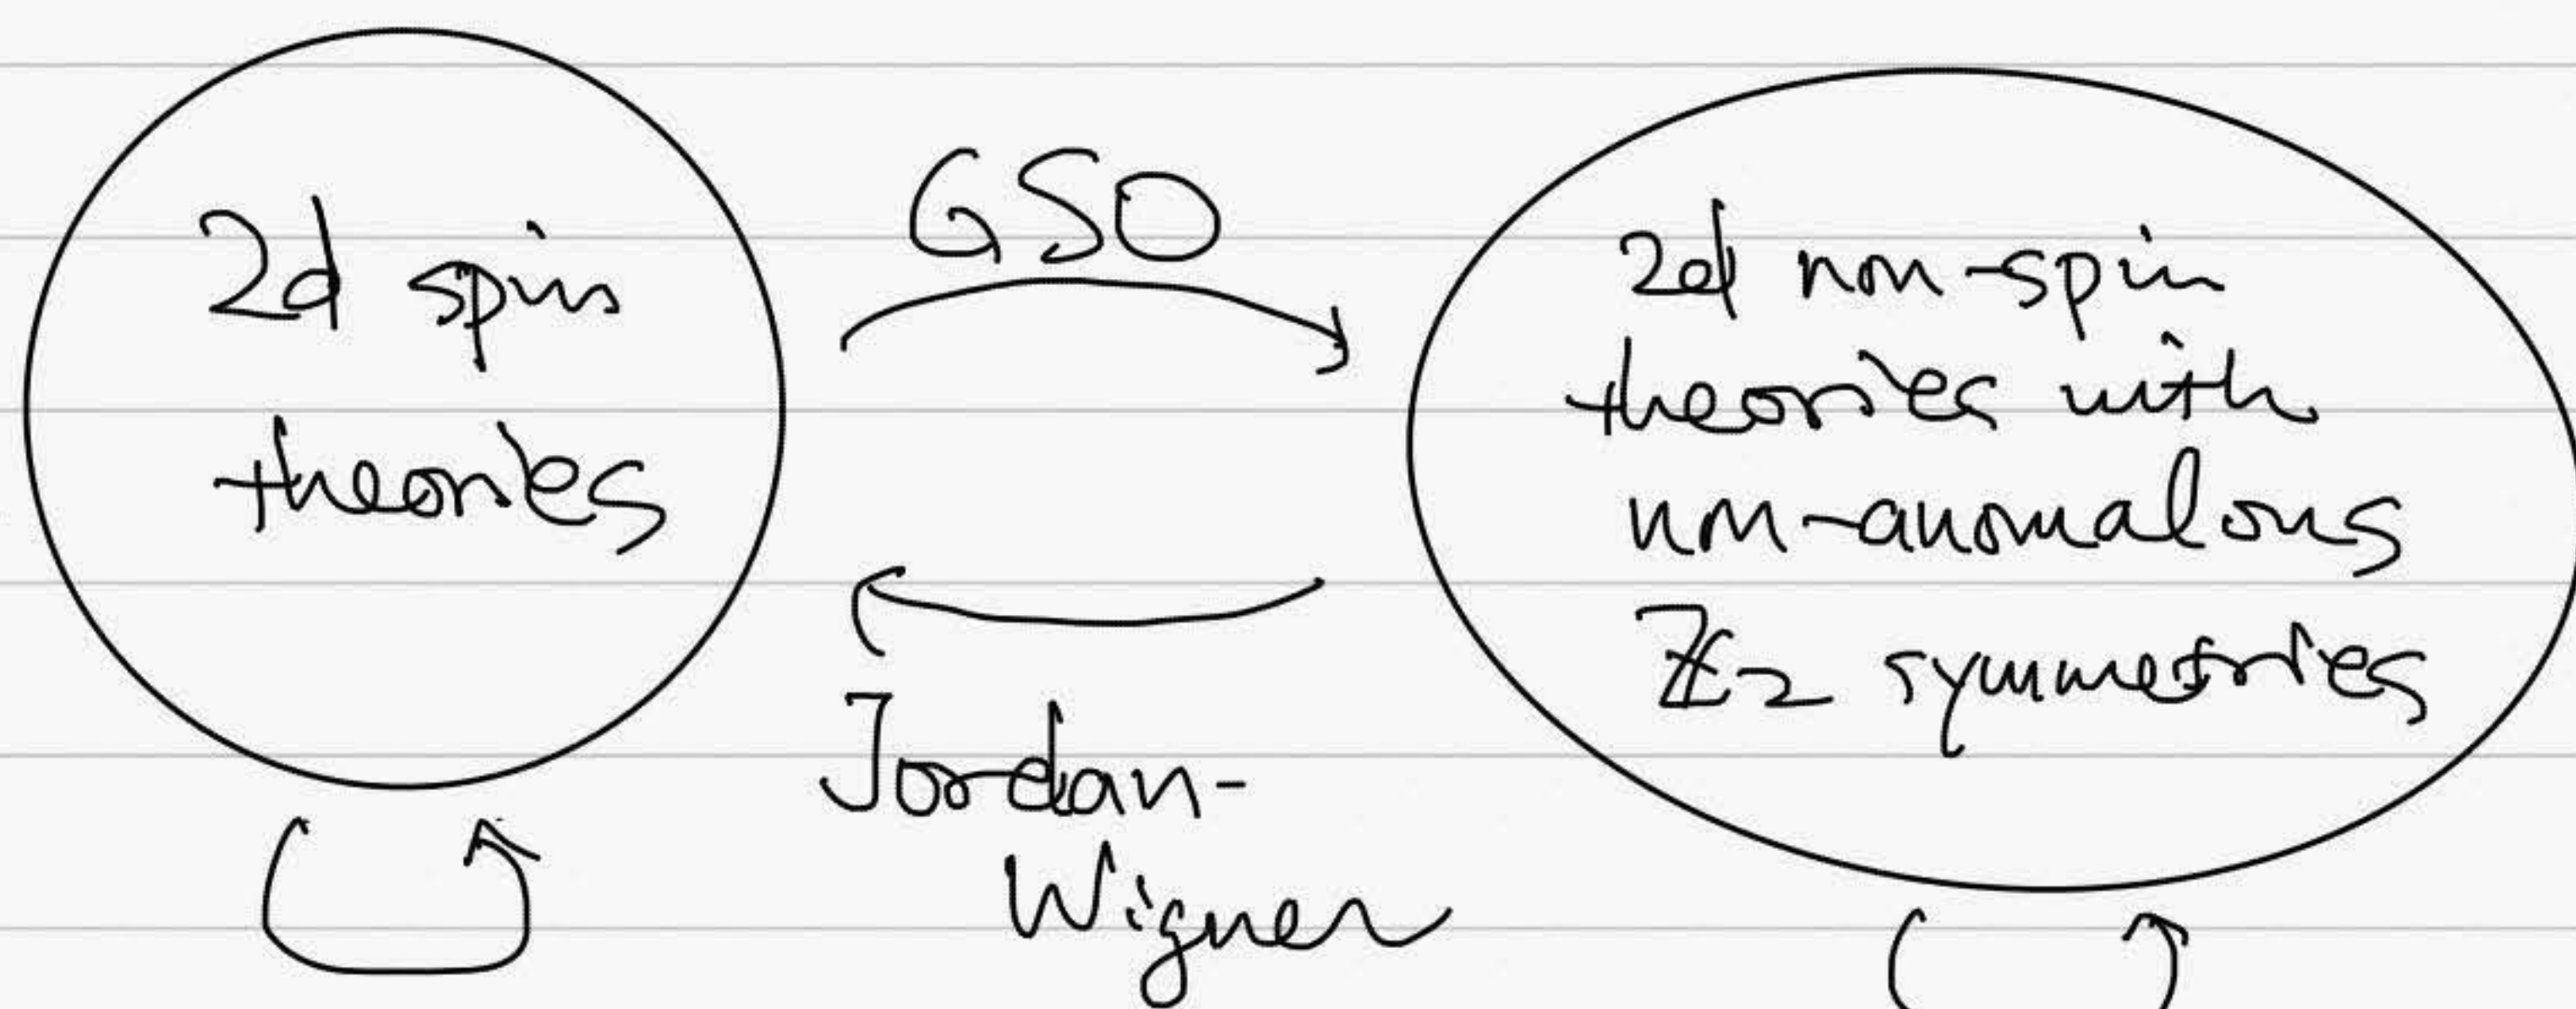 2d spin
theories
GSO
Jordan-
Wigner
2d non-spin
theories with
non-anomalous
ℤ₂ symmetries